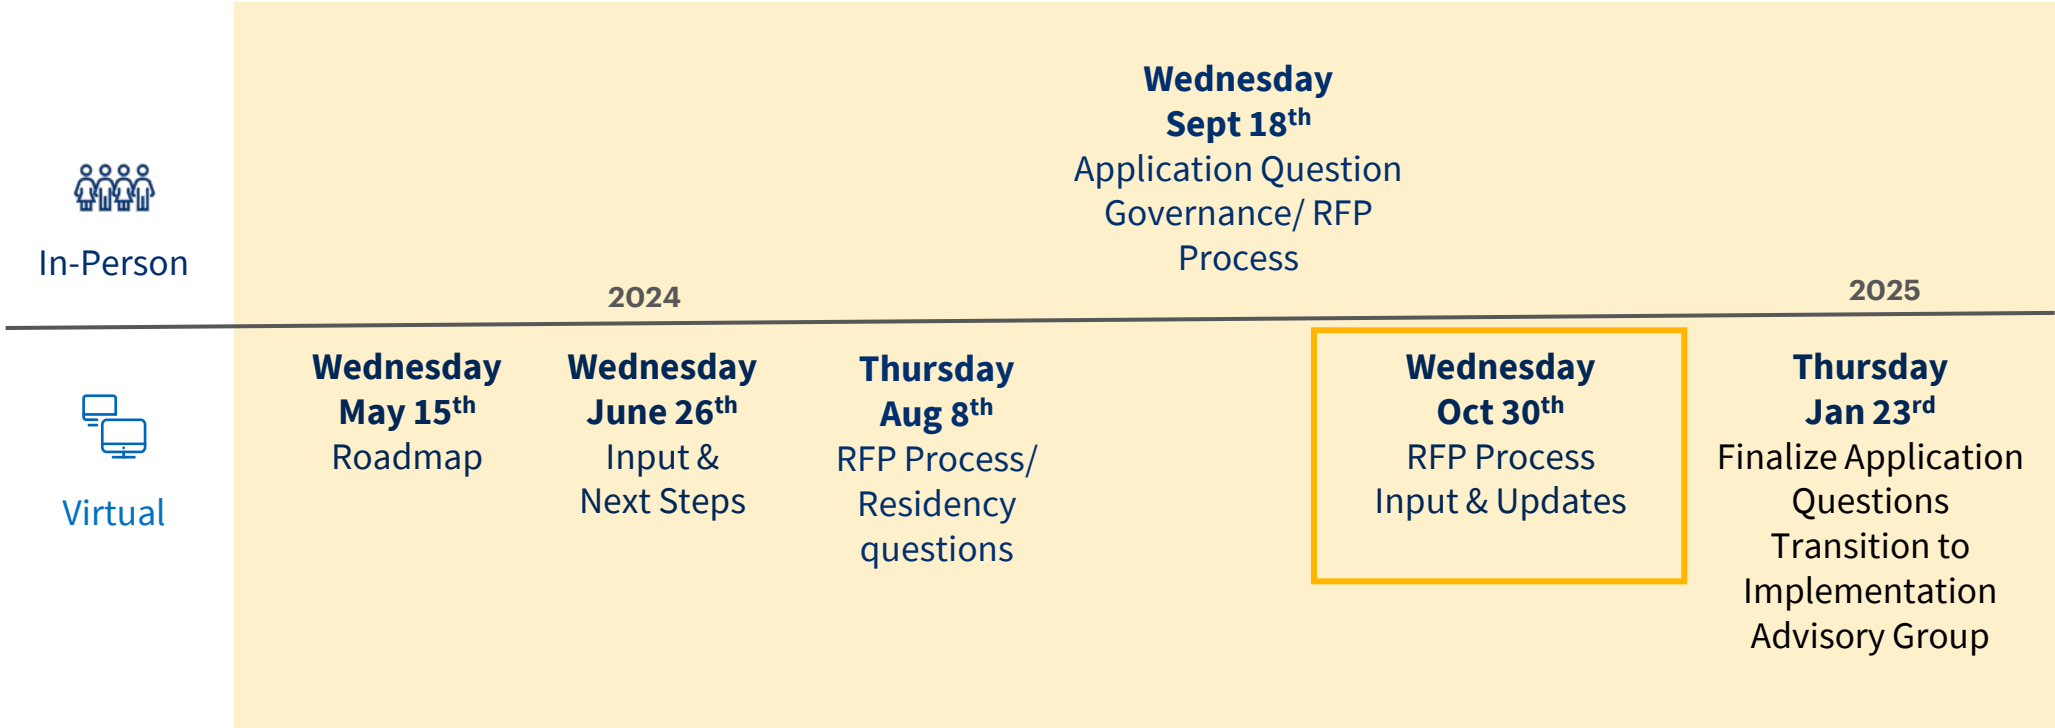 Wednesday
Sept 18th
Application Question
Governance/ RFP
Process
In-Person
2024
2025
Wednesday
May 15th
Roadmap
Wednesday
June 26th
Input &
Next Steps
Thursday
Aug 8th
RFP Process/
Residency
questions
Wednesday
Oct 30th
RFP Process
Input & Updates
Thursday
Jan 23rd
Finalize Application
Questions
Transition to
Implementation
Advisory Group
Virtual